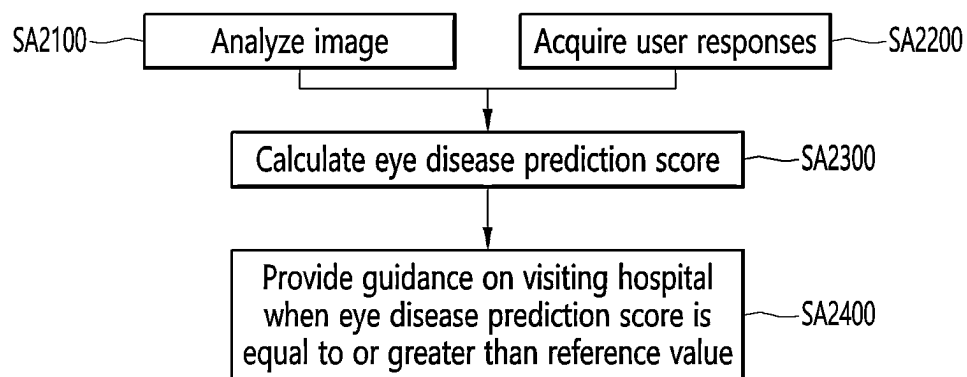 SA2100
Analyze image
Acquire user responses
SA2200
Calculate eye disease prediction score
SA2300
Provide guidance on visiting hospital
when eye disease prediction score is
equal to or greater than reference value
SA2400